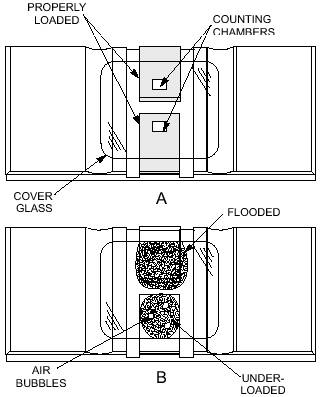 PROPERLY
LOADED
COUNTING
CHAMBERS
COVER
GLASS
A
FLOODED
AIR
BUBBLES
B
UNDER-
LOADED